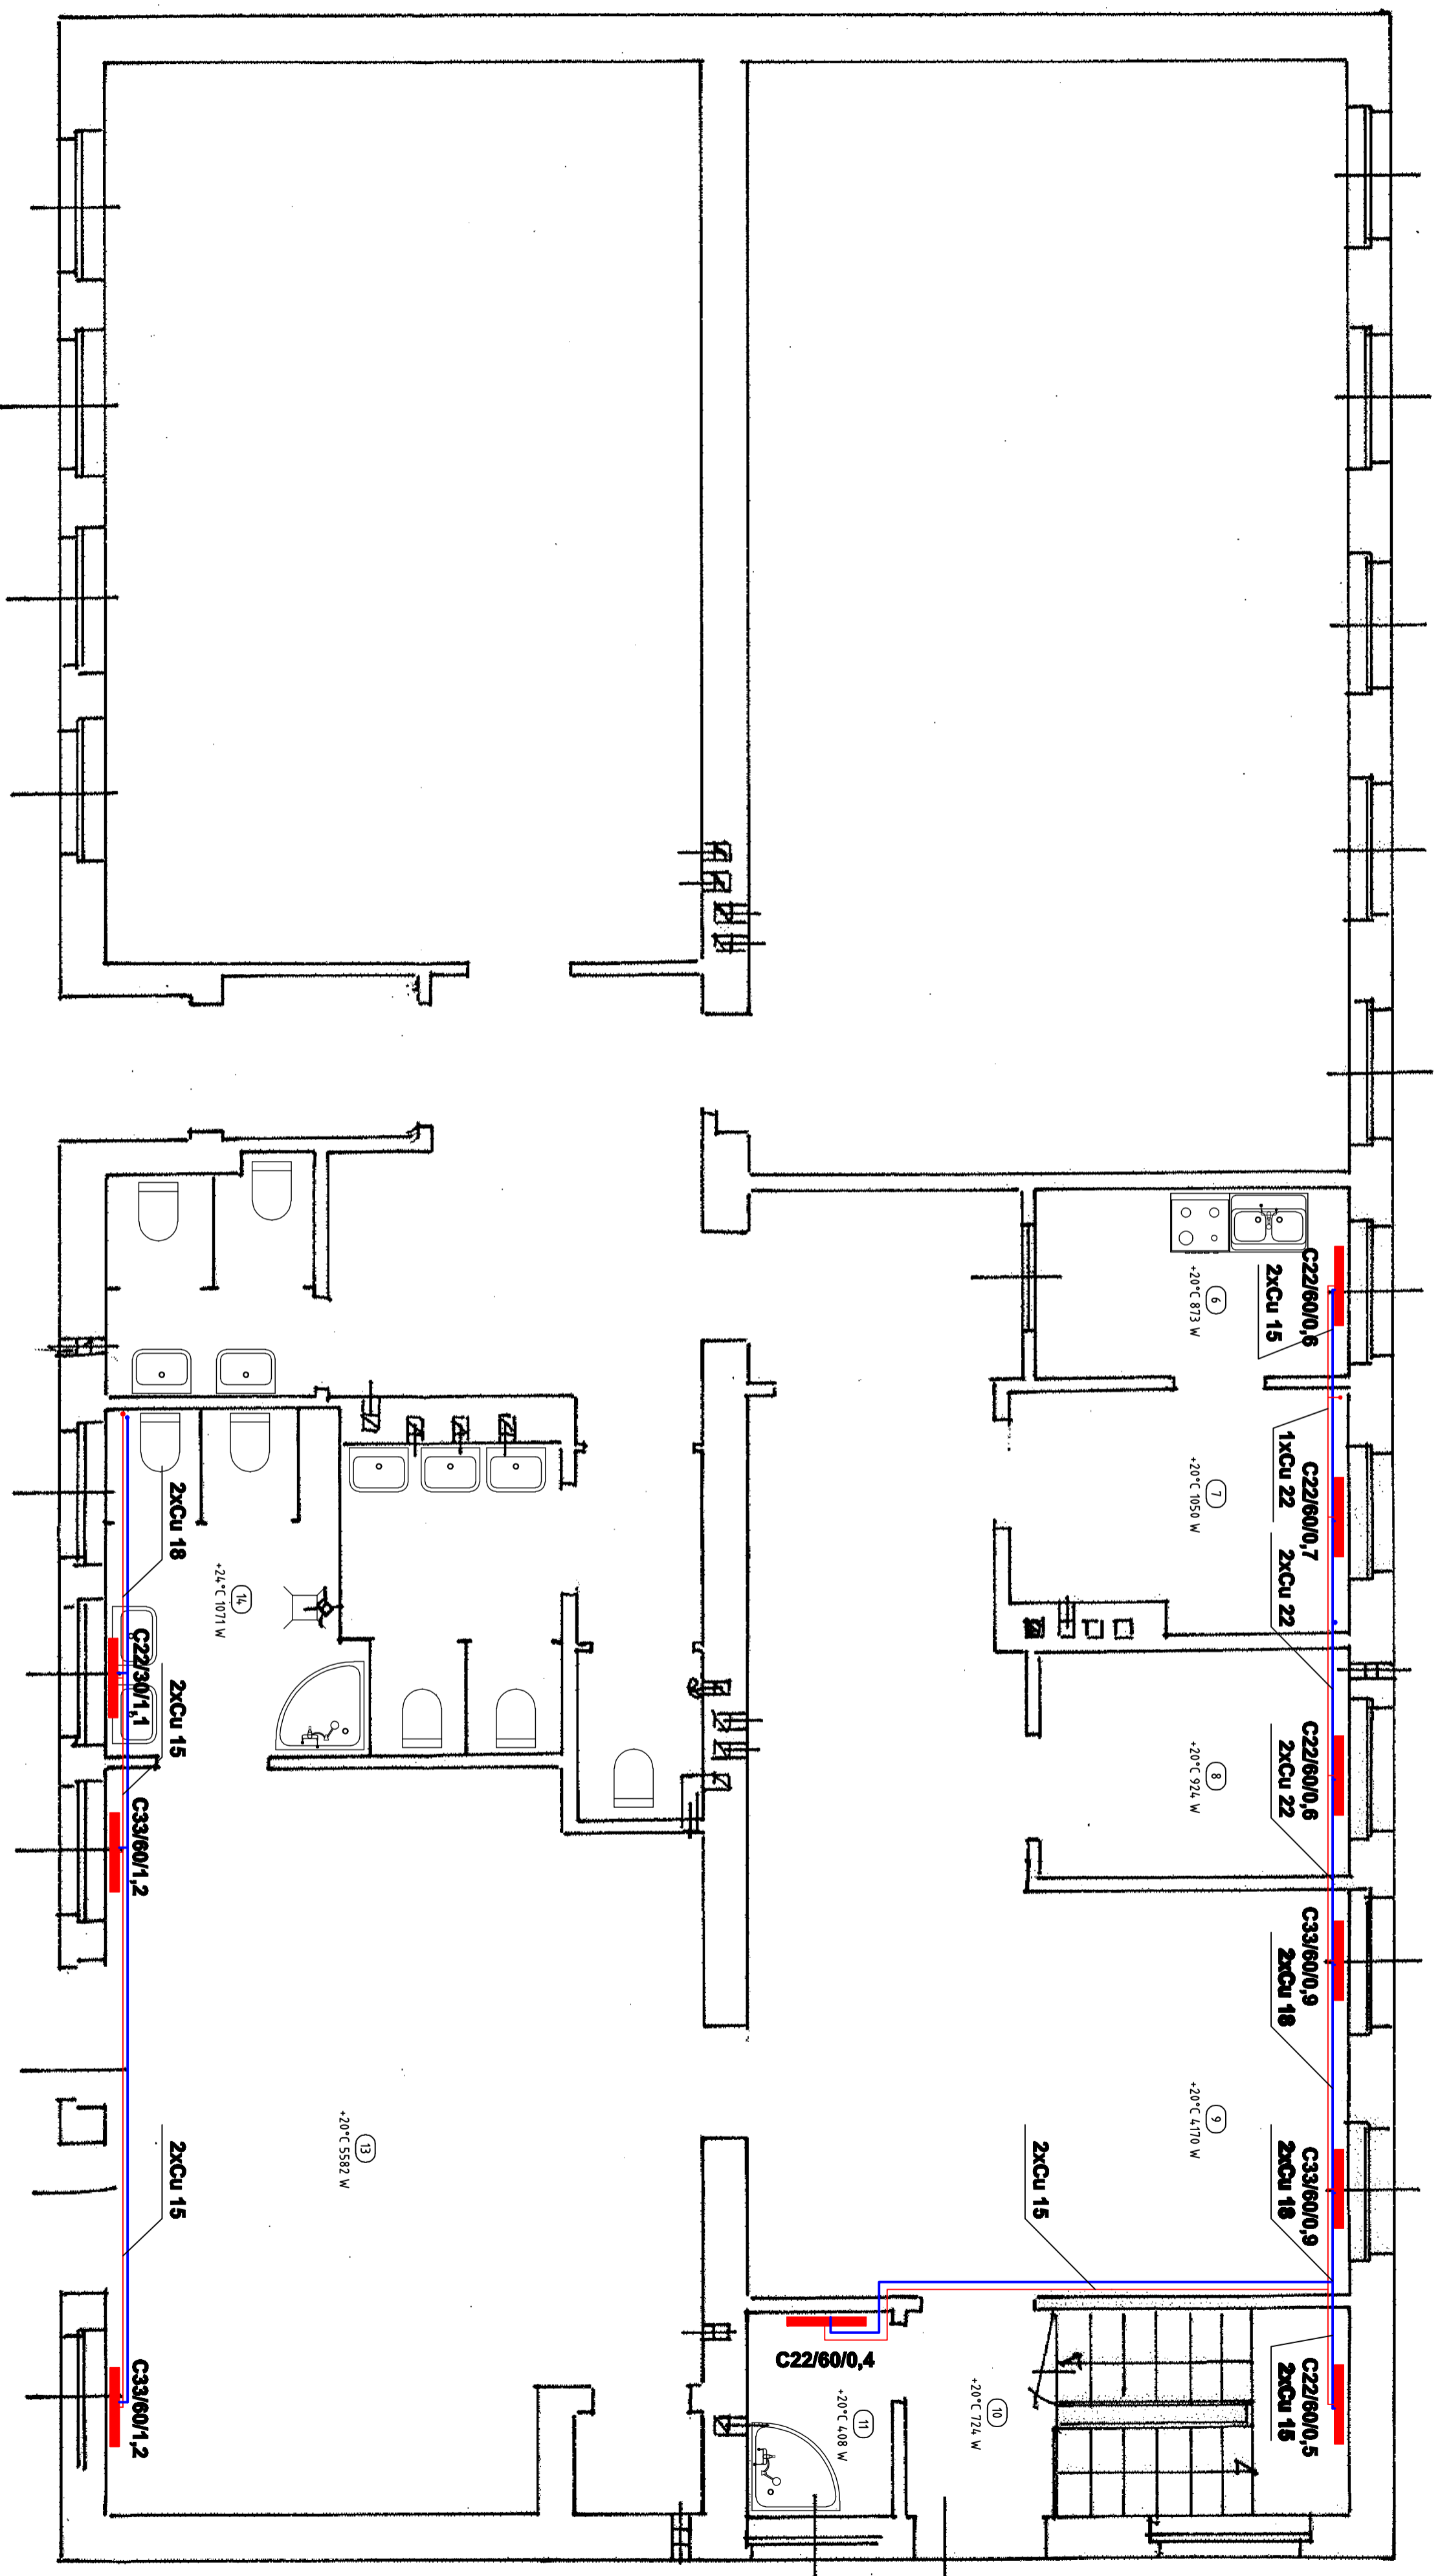 C22/60/0,6
2xCu 15
6
+20°C 873 W
1xCu 22
C22/60/0,7
2xCu 22
7
+20°C 1050 W
C22/60/0,6
2xCu 22
8
+20°C 924 W
C33/60/0,9
2xCu 18
9
+20°C 4170 W
C33/60/0,9
2xCu 18
2xCu 15
C22/60/0,5
2xCu 15
10
+20°C 724 W
C22/60/0,4
11
+20°C 408 W
2xCu 18
14
+24°C 1071 W
C22/30/1,1
2xCu 15
C33/60/1,2
13
+20°C 5582 W
2xCu 15
C33/60/1,2